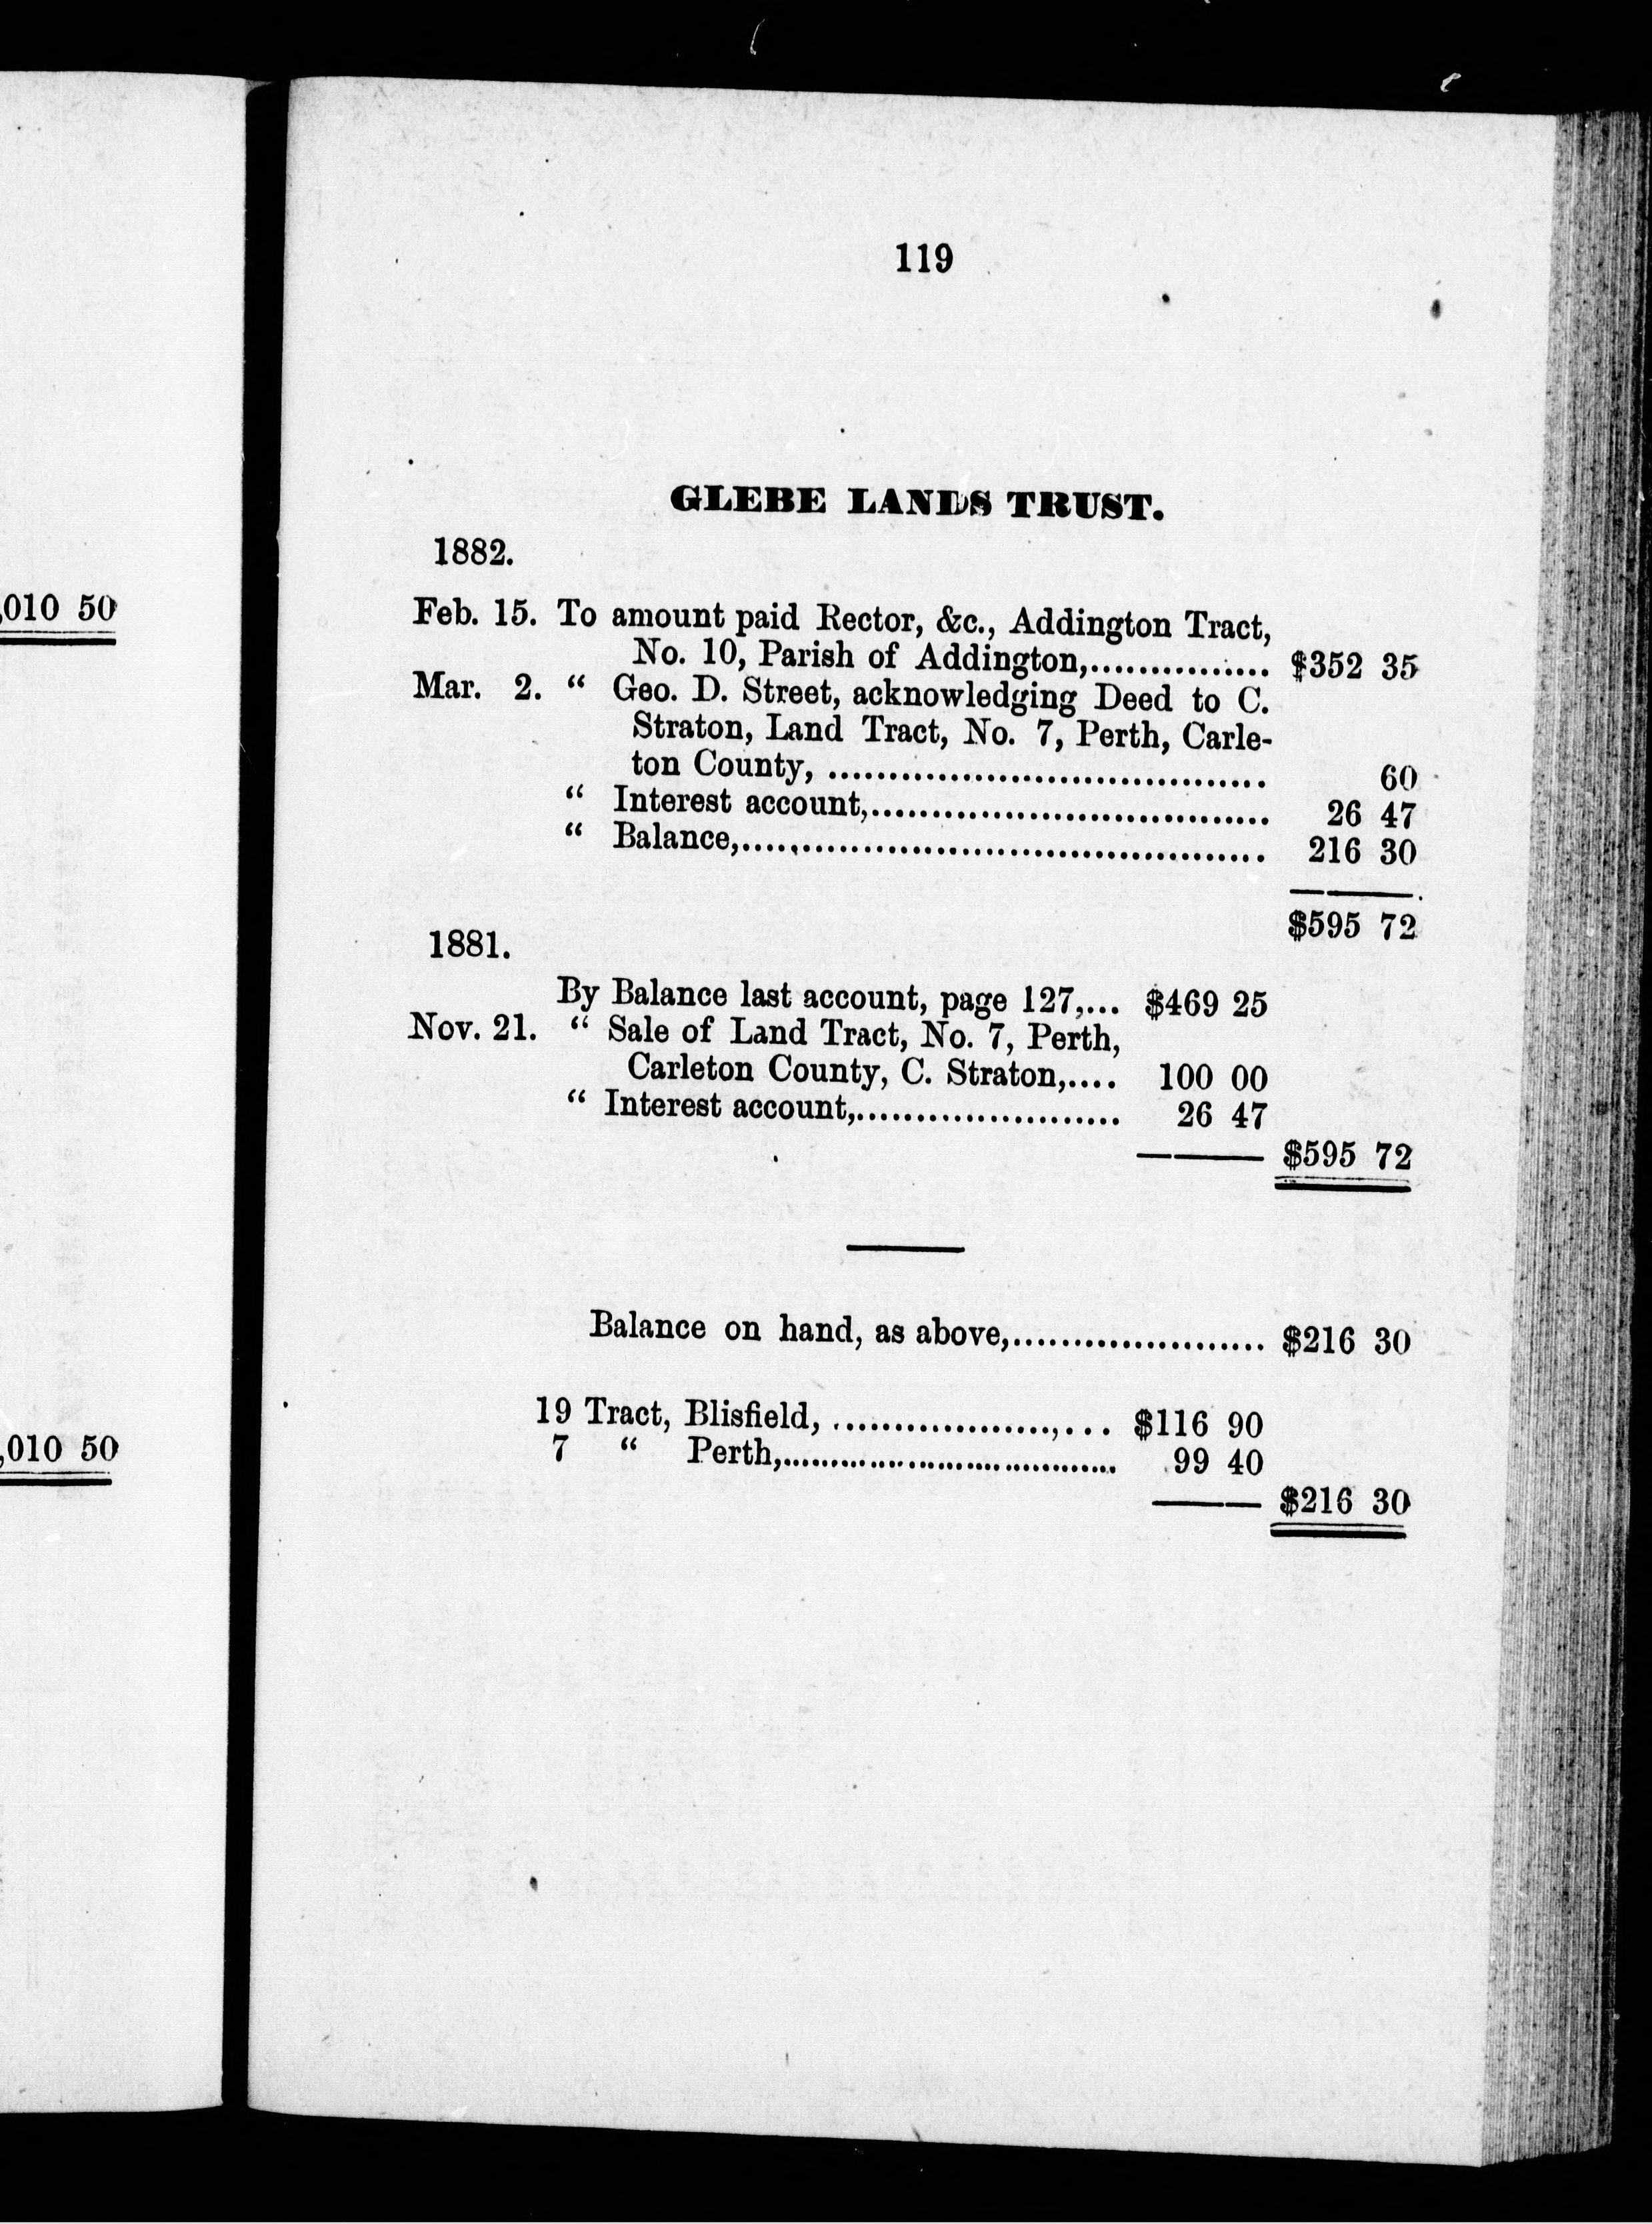 ,010 50
,010 50
119
GLEBE LANDS TRUST.
1882.
Feb. 15. To amount paid Rector, &c., Addington Tract,
No. 10, Parish of Addington,............... $352 35
Mar. 2. “ Geo. D. Street, acknowledging Deed to C.
Straton, Land Tract, No. 7, Perth, Carle-
ton County, .................................... 60
“ Interest account,................................. 26 47
“ Balance,........................................... 216 30
$595 72
1881.
By Balance last account, page 127,... $469 25
Nov. 21. “ Sale of Land Tract, No. 7, Perth,
Carleton County, C. Straton,.... 100 00
“ Interest account,...................... 26 47
$595 72
Balance on hand, as above,..................... $216 30
19 Tract, Blisfield, ..................,... $116 90
7 “ Perth,................................... 99 40
$216 30